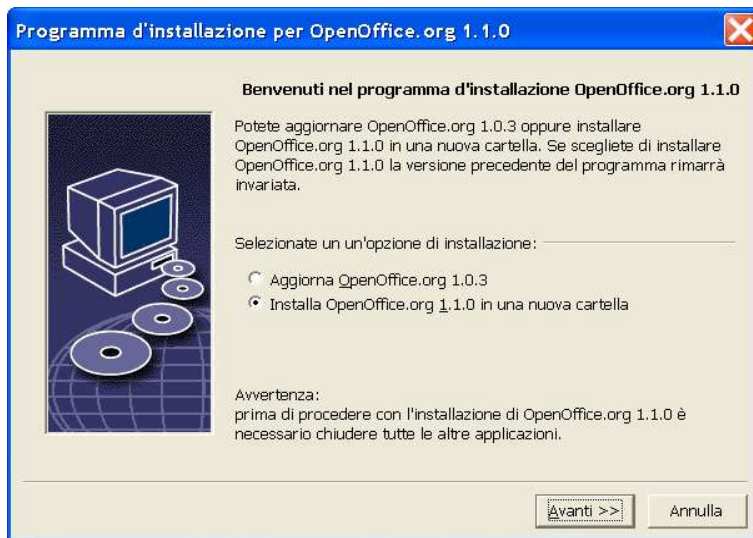 Programma d'installazione per OpenOffice.org 1.1.0
Benvenuti nel programma d'installazione OpenOffice.org 1.1.0
Potete aggiornare OpenOffice.org 1.0.3 oppure installare
OpenOffice.org 1.1.0 in una nuova cartella. Se scegliete di installare
OpenOffice.org 1.1.0 la versione precedente del programma rimarrà
invariata.
Selezionate un un'opzione di installazione:
Aggiorna OpenOffice.org 1.0.3
Installa OpenOffice.org 1.1.0 in una nuova cartella
Avvertenza:
prima di procedere con l'installazione di OpenOffice.org 1.1.0 è
necessario chiudere tutte le altre applicazioni.
Avanti >>
Annulla